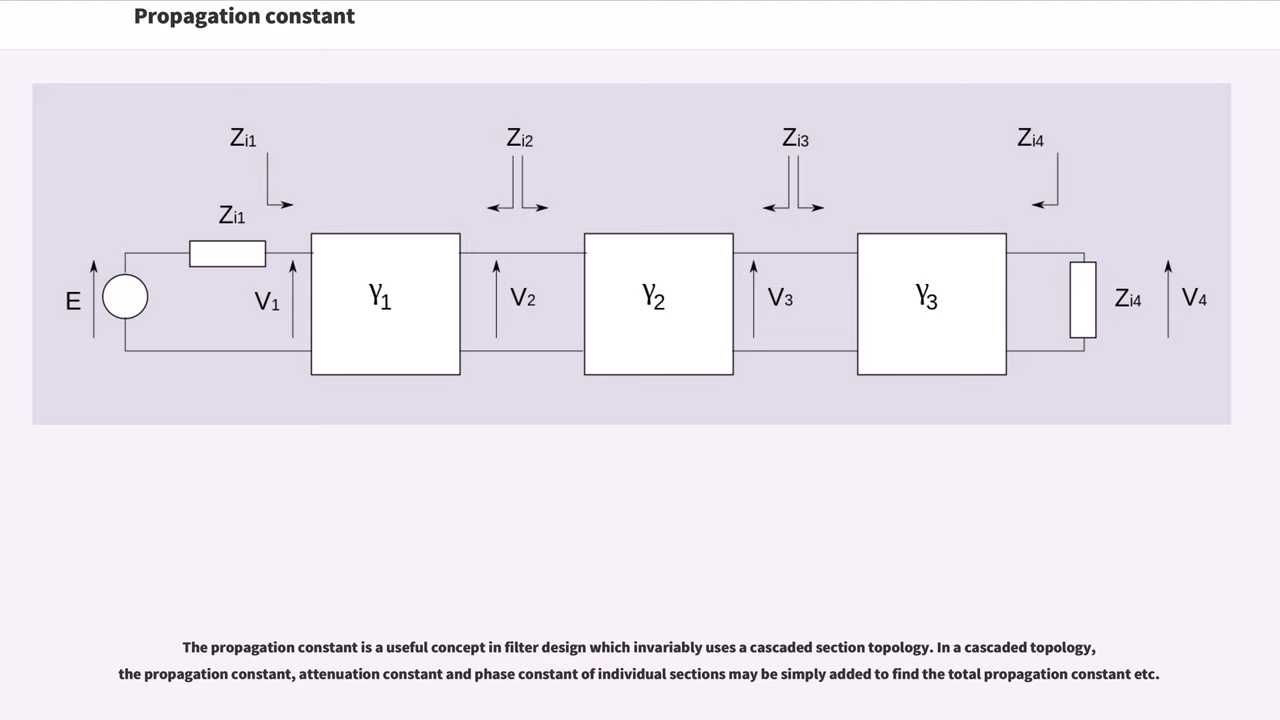 Propagation constant
Zi1 Zi2 Zi3 Zi4
Zi1
E V1 γ1 V2 γ2 V3 γ3 Zi4 V4
The propagation constant is a useful concept in filter design which invariably uses a cascaded section topology. In a cascaded topology,
the propagation constant, attenuation constant and phase constant of individual sections may be simply added to find the total propagation constant etc.